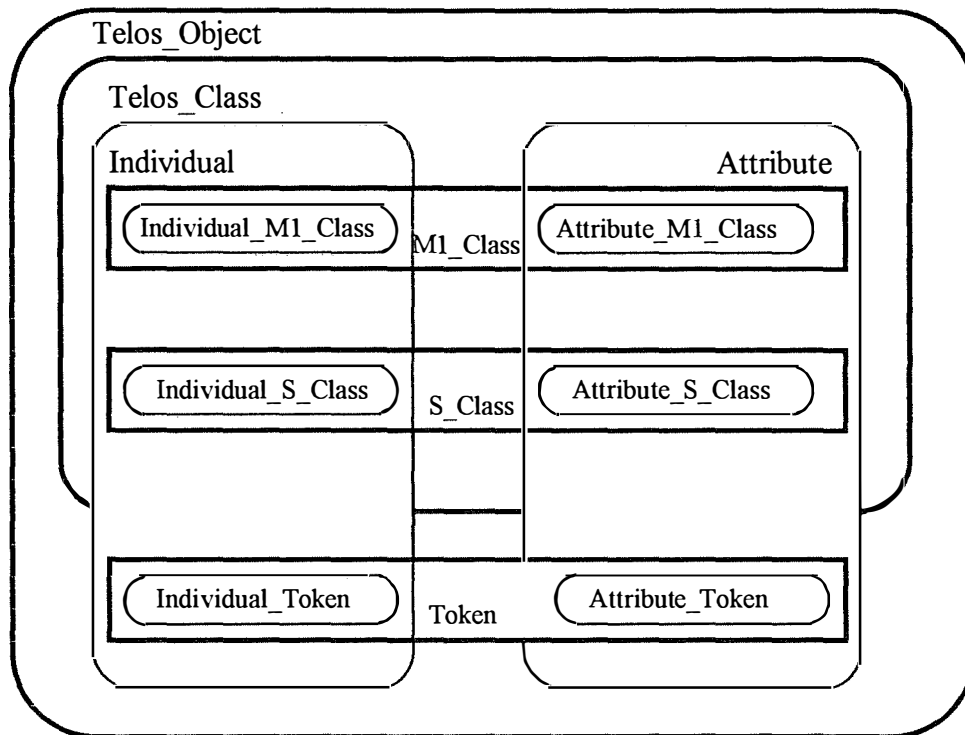 Telos_Object
Telos_Class
Individual
Attribute
Individual_M1_Class
M1_Class
Attribute_M1_Class
Individual_S_Class
S_Class
Attribute_S_Class
Individual_Token
Token
Attribute_Token